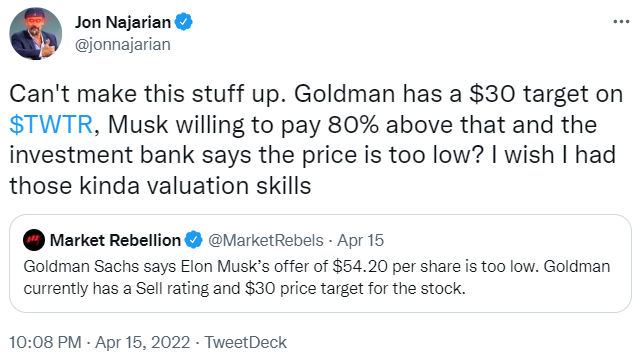 Jon Najarian
@jonnajarian
Can't make this stuff up. Goldman has a $30 target on
$TWTR, Musk willing to pay 80% above that and the
investment bank says the price is too low? I wish I had
those kinda valuation skills
Market Rebellion @MarketRebels · Apr 15
Goldman Sachs says Elon Musk’s offer of $54.20 per share is too low. Goldman
currently has a Sell rating and $30 price target for the stock.
10:08 PM · Apr 15, 2022 · TweetDeck